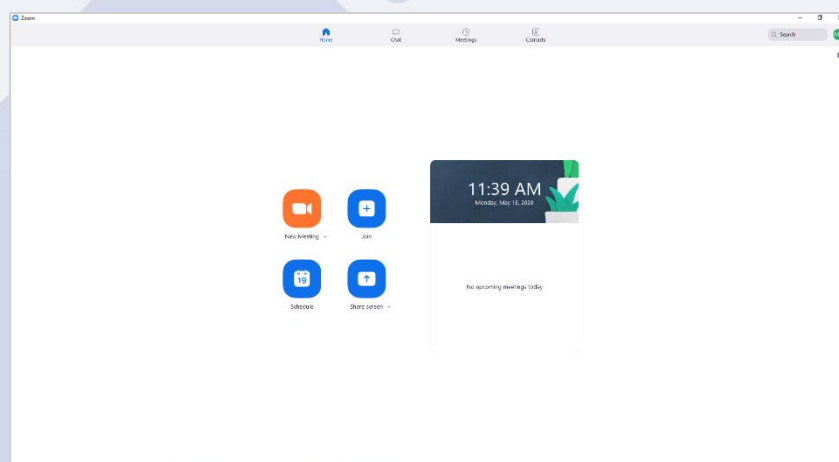 Zoom
Home
Chat
Meetings
Contacts
Search
11:39 AM
Monday, May 18, 2020
New Meeting
Join
19
Schedule
Share screen
No upcoming meetings today